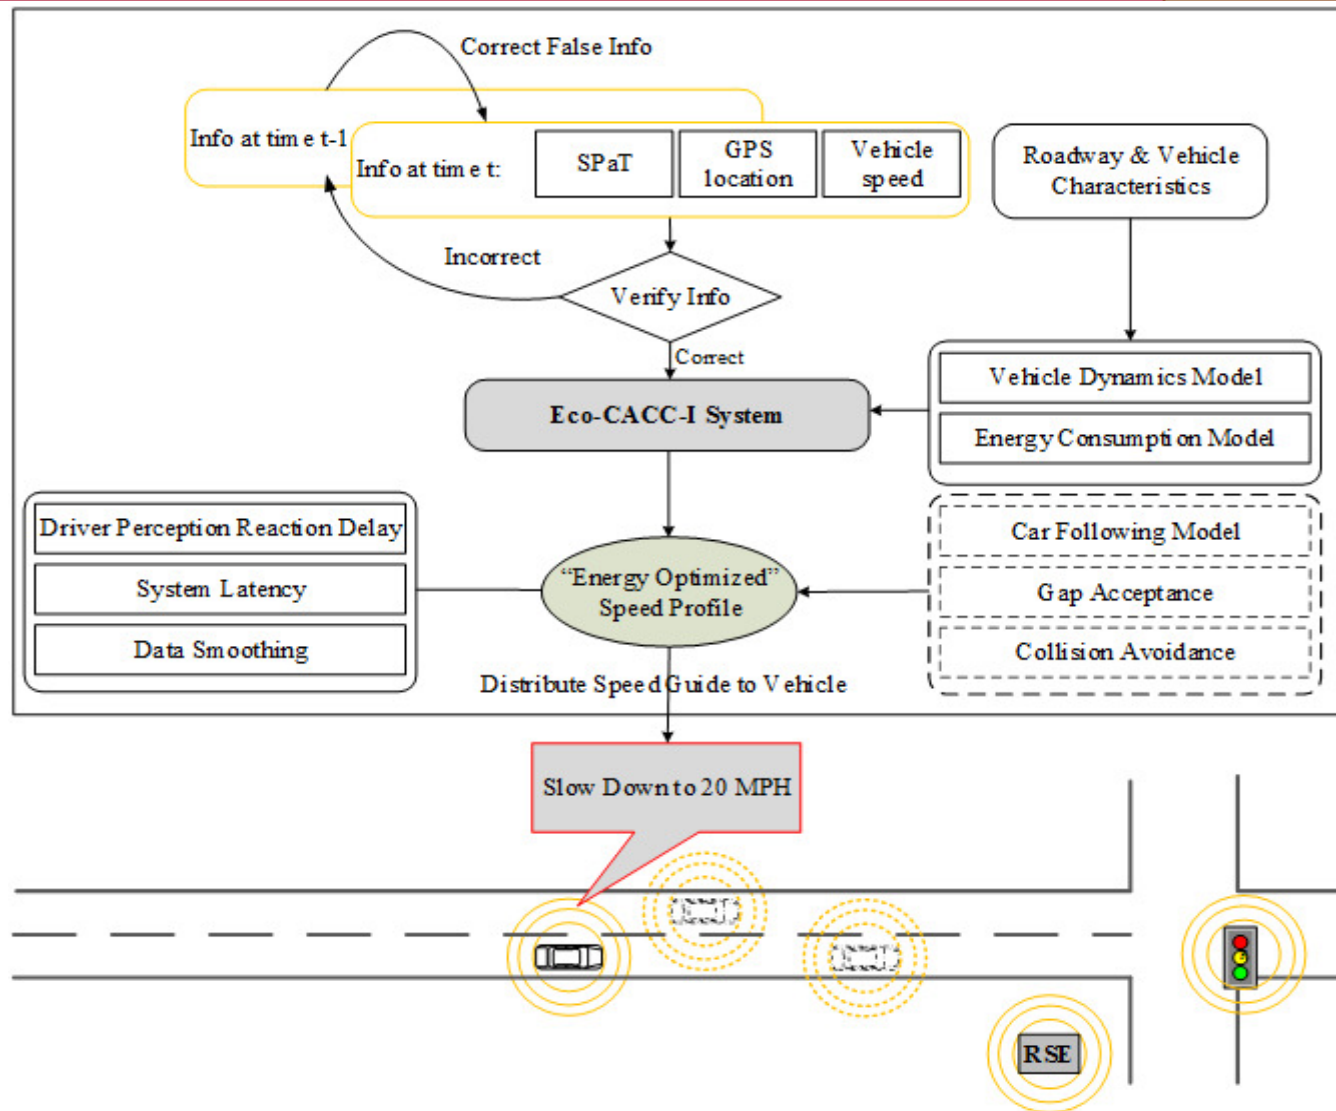 Correct False Info
Info at time t-1
Info at time t:
SPaT
GPS
location
Vehicle
speed
Roadway & Vehicle
Characteristics
Incorrect
Verify Info
Correct
Vehicle Dynamics Model
Eco-CACC-I System
Energy Consumption Model
Driver Perception Reaction Delay
System Latency
Data Smoothing
“Energy Optimized”
Speed Profile
Car Following Model
Gap Acceptance
Collision Avoidance
Distribute Speed Guide to Vehicle
Slow Down to 20 MPH
RSE